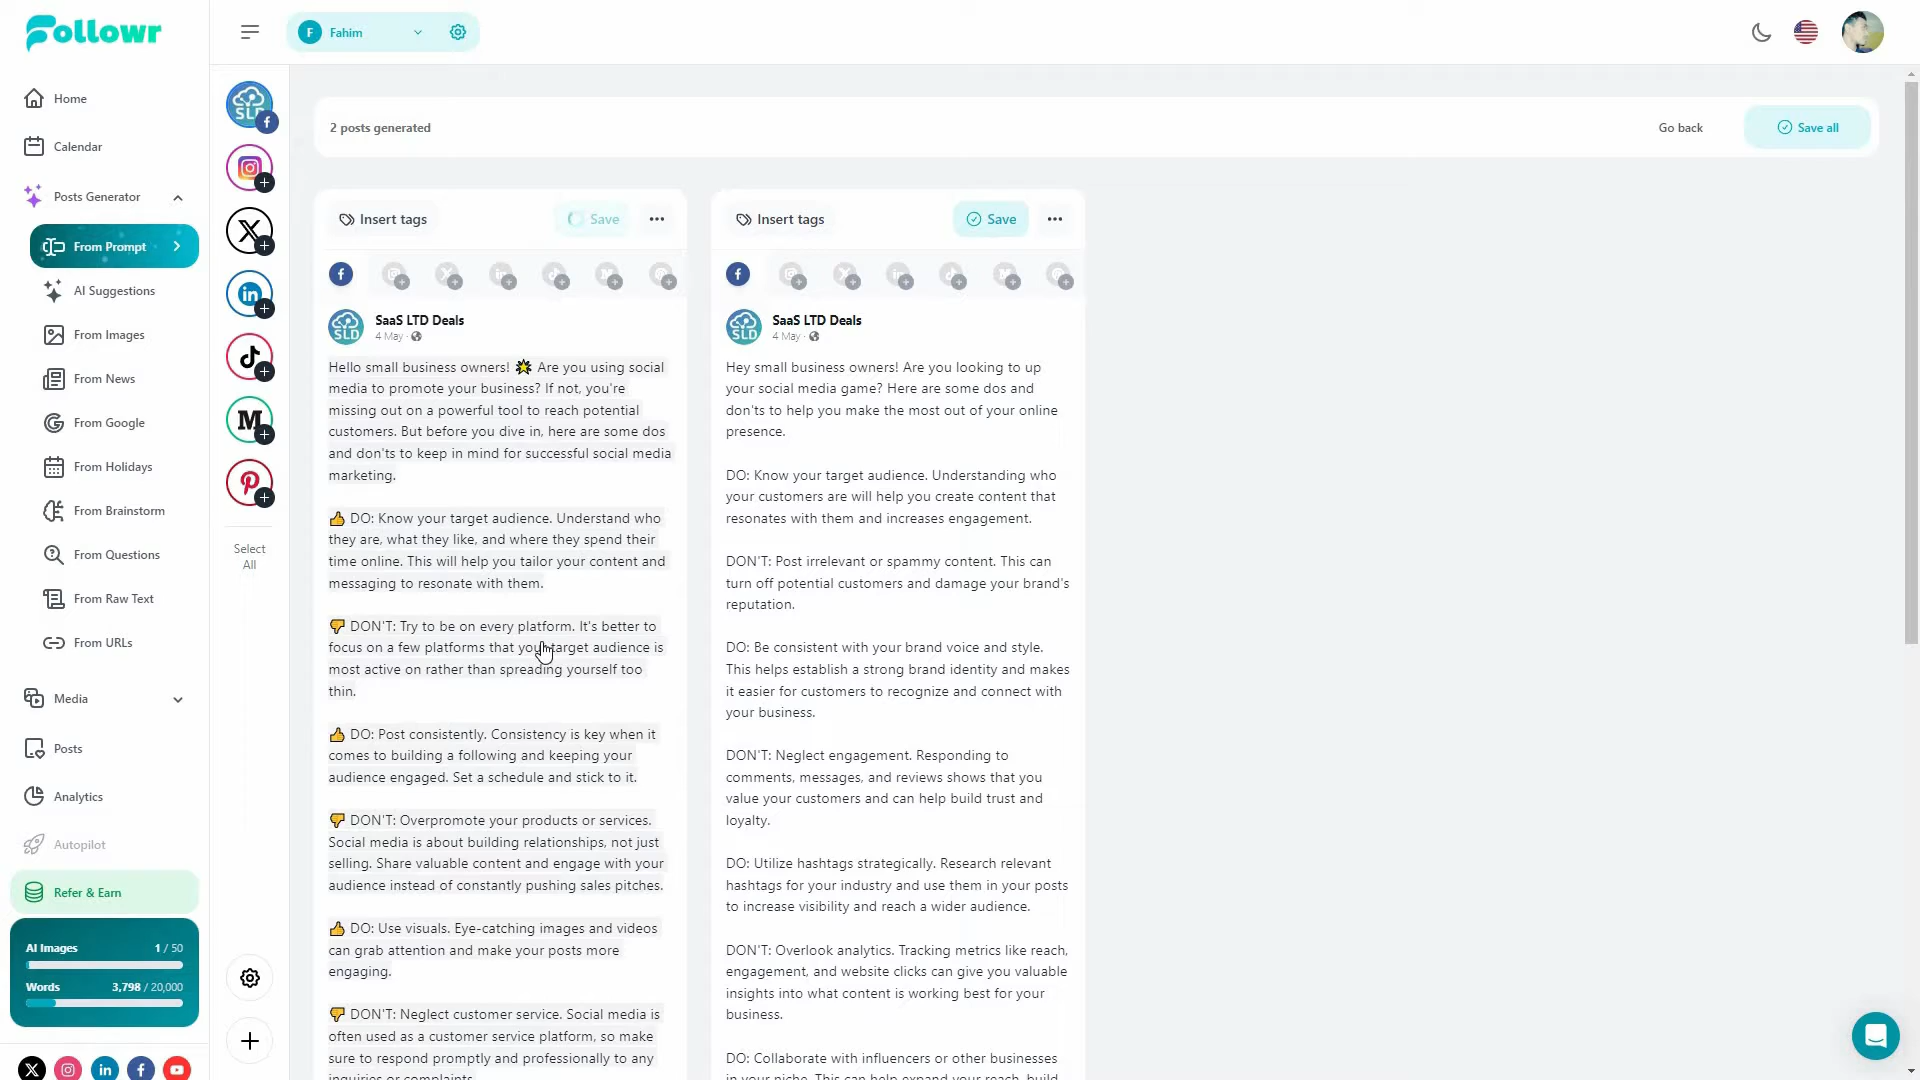 Followr
F Fahim
Home
Calendar
Posts Generator
From Prompt
AI Suggestions
From Images
From News
From Google
From Holidays
From Brainstorm
From Questions
From Raw Text
From URLs
Media
Posts
Analytics
Autopilot
Refer & Earn
AI Images 1 / 50
Words 3,798 / 20,000
SLD
Select
All
2 posts generated
Go back
Save all
Insert tags
Save
SLD
SaaS LTD Deals
4 May ·
Hello small business owners! 🌟 Are you using social
media to promote your business? If not, you're
missing out on a powerful tool to reach potential
customers. But before you dive in, here are some dos
and don'ts to keep in mind for successful social media
marketing.
👍 DO: Know your target audience. Understand who
they are, what they like, and where they spend their
time online. This will help you tailor your content and
messaging to resonate with them.
👎 DON'T: Try to be on every platform. It's better to
focus on a few platforms that your target audience is
most active on rather than spreading yourself too
thin.
👍 DO: Post consistently. Consistency is key when it
comes to building a following and keeping your
audience engaged. Set a schedule and stick to it.
👎 DON'T: Overpromote your products or services.
Social media is about building relationships, not just
selling. Share valuable content and engage with your
audience instead of constantly pushing sales pitches.
👍 DO: Use visuals. Eye-catching images and videos
can grab attention and make your posts more
engaging.
👎 DON'T: Neglect customer service. Social media is
often used as a customer service platform, so make
sure to respond promptly and professionally to any
inquiries or complaints.
Insert tags
Save
SLD
SaaS LTD Deals
4 May ·
Hey small business owners! Are you looking to up
your social media game? Here are some dos and
don'ts to help you make the most out of your online
presence.
DO: Know your target audience. Understanding who
your customers are will help you create content that
resonates with them and increases engagement.
DON'T: Post irrelevant or spammy content. This can
turn off potential customers and damage your brand's
reputation.
DO: Be consistent with your brand voice and style.
This helps establish a strong brand identity and makes
it easier for customers to recognize and connect with
your business.
DON'T: Neglect engagement. Responding to
comments, messages, and reviews shows that you
value your customers and can help build trust and
loyalty.
DO: Utilize hashtags strategically. Research relevant
hashtags for your industry and use them in your posts
to increase visibility and reach a wider audience.
DON'T: Overlook analytics. Tracking metrics like reach,
engagement, and website clicks can give you valuable
insights into what content is working best for your
business.
DO: Collaborate with influencers or other businesses
in your niche. This can help expand your reach, build